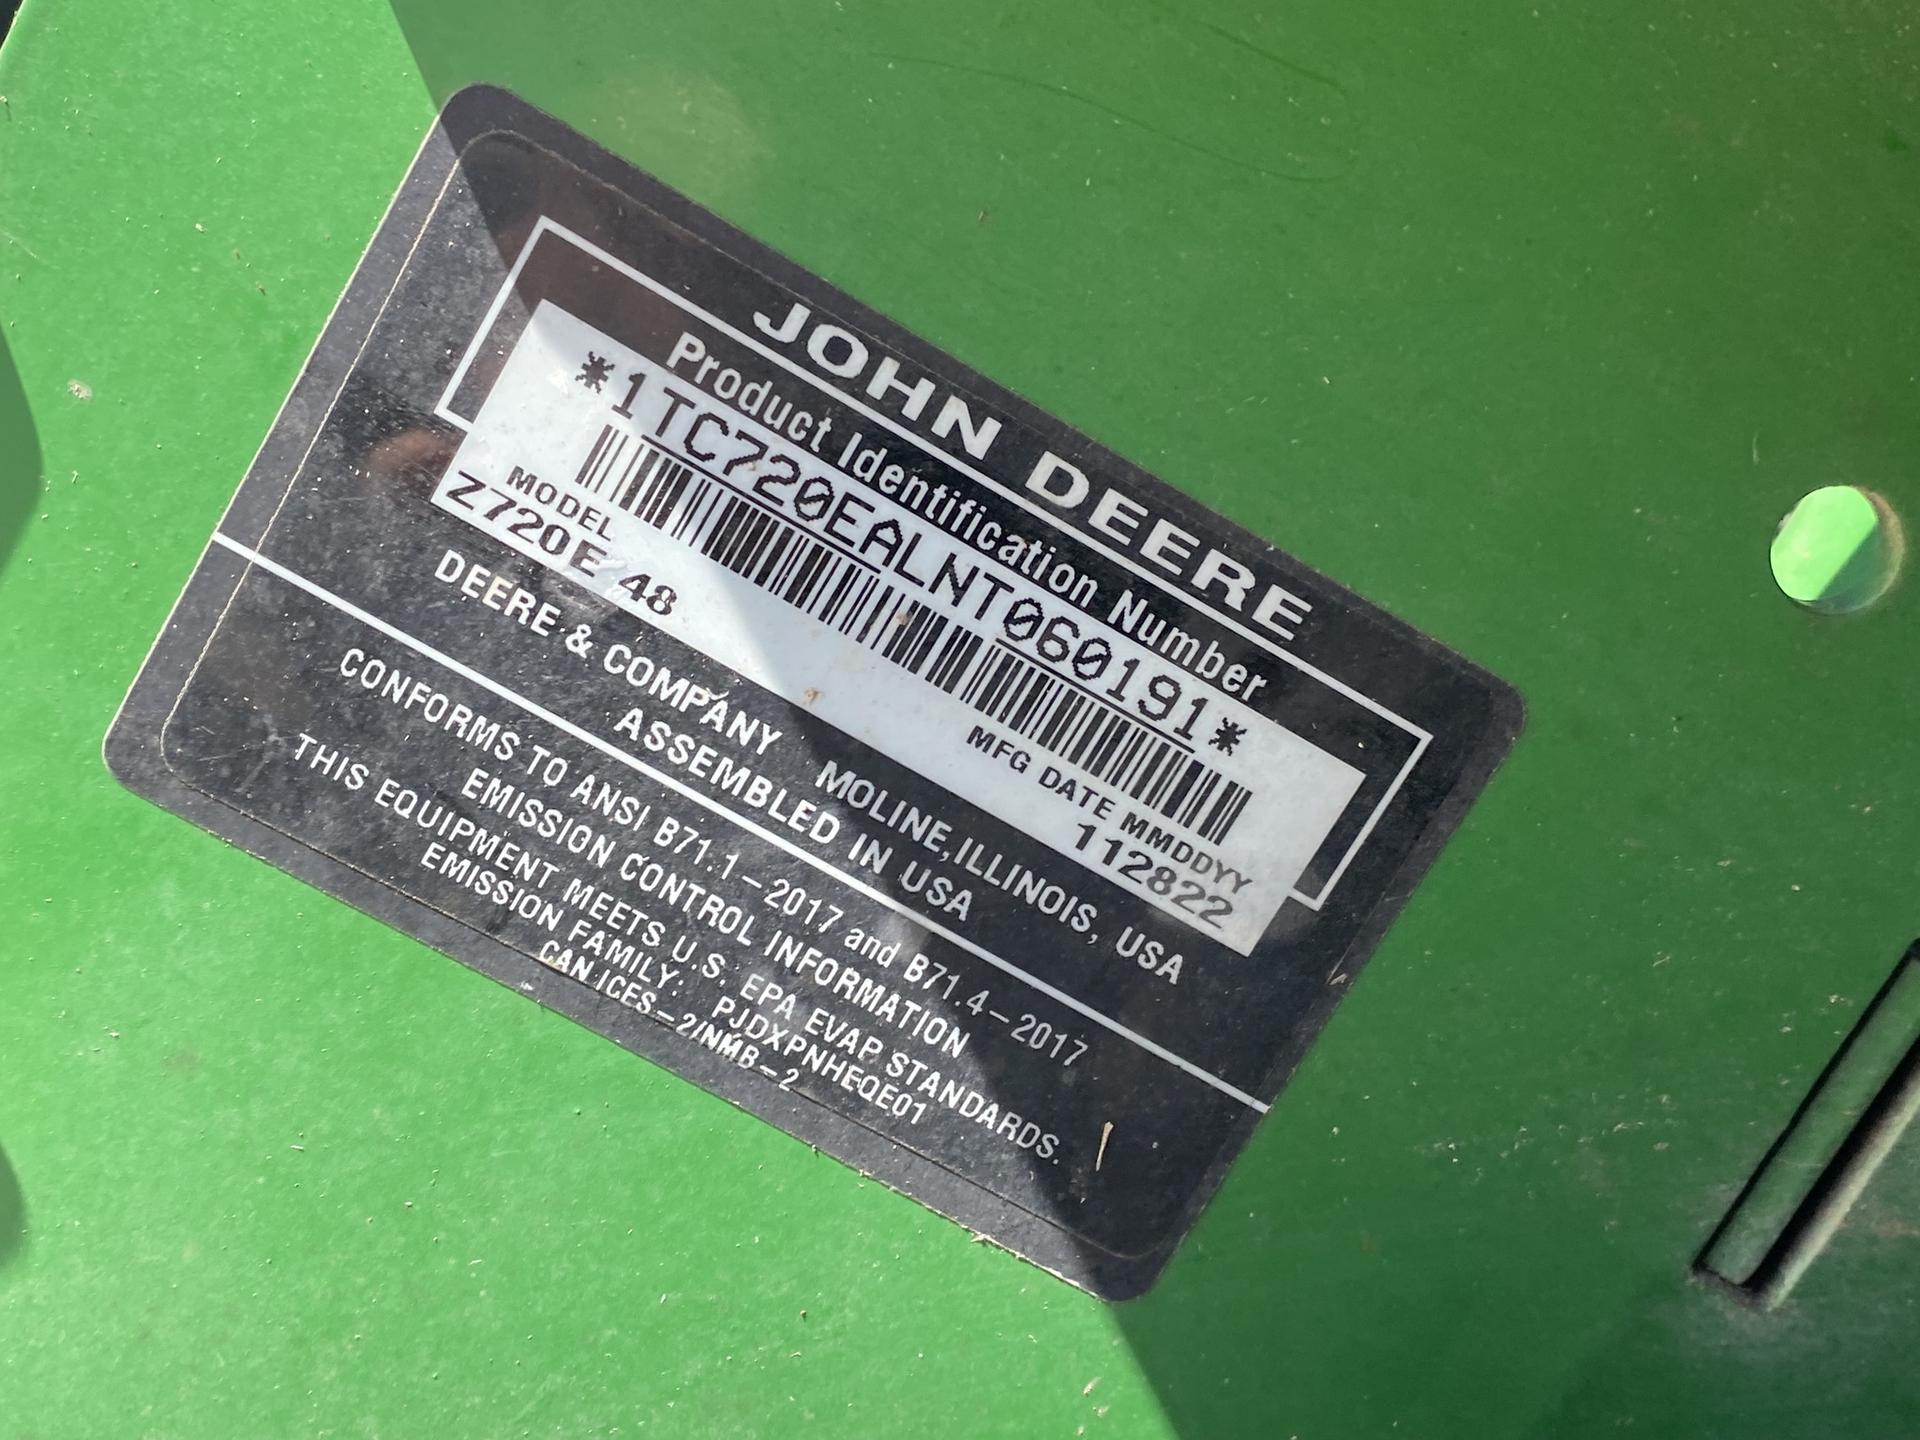 JOHN DEERE
Product Identification Number
*1TC720EALNT060191*
MODEL MFG DATE MMDDYY
Z720E 48 112822
DEERE & COMPANY MOLINE, ILLINOIS, USA
ASSEMBLED IN USA
CONFORMS TO ANSI B71.1-2017 and B71.4-2017
EMISSION CONTROL INFORMATION
THIS EQUIPMENT MEETS U.S. EPA EVAP STANDARDS.
EMISSION FAMILY: PJDXPNHEQE01
CAN ICES-2/NMB-2